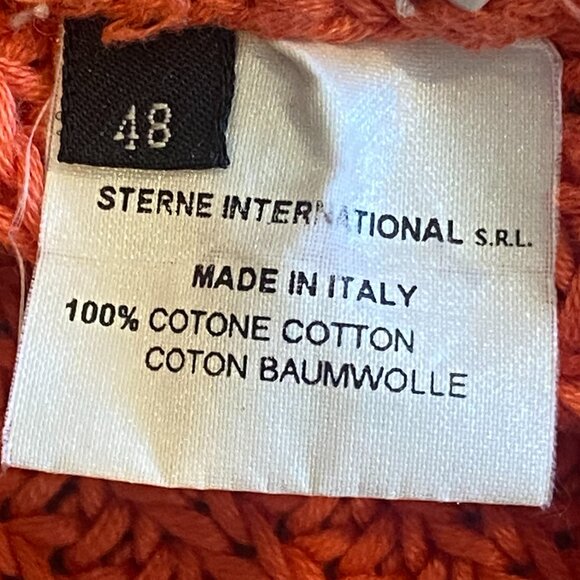 48
STERNE INTERNATIONAL S.R.L.
MADE IN ITALY
100% COTONE COTTON
COTON BAUMWOLLE